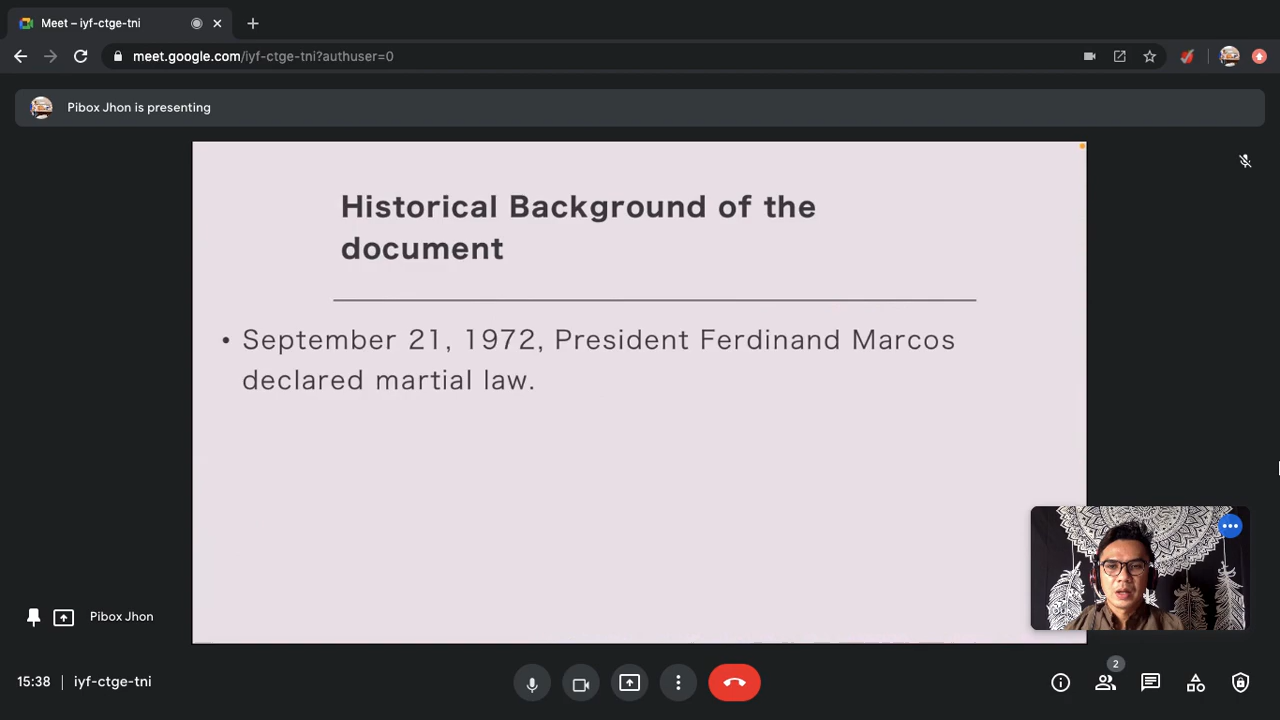 Meet – iyf-ctge-tni
meet.google.com/iyf-ctge-tni?authuser=0
Pibox Jhon is presenting
Historical Background of the
document
• September 21, 1972, President Ferdinand Marcos
declared martial law.
Pibox Jhon
15:38 | iyf-ctge-tni
2